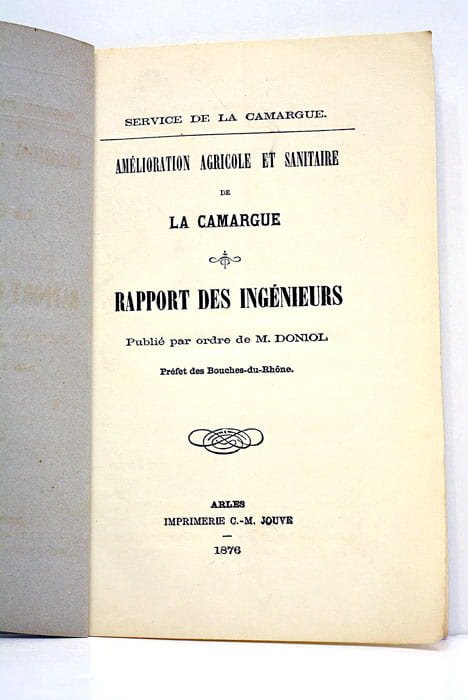 SERVICE DE LA CAMARGUE.
AMÉLIORATION AGRICOLE ET SANITAIRE
DE
LA CAMARGUE
RAPPORT DES INGÉNIEURS
Publié par ordre de M. DONIOL
Préfet des Bouches-du-Rhône.
ARLES
IMPRIMERIE C.-M. JOUVE
1876